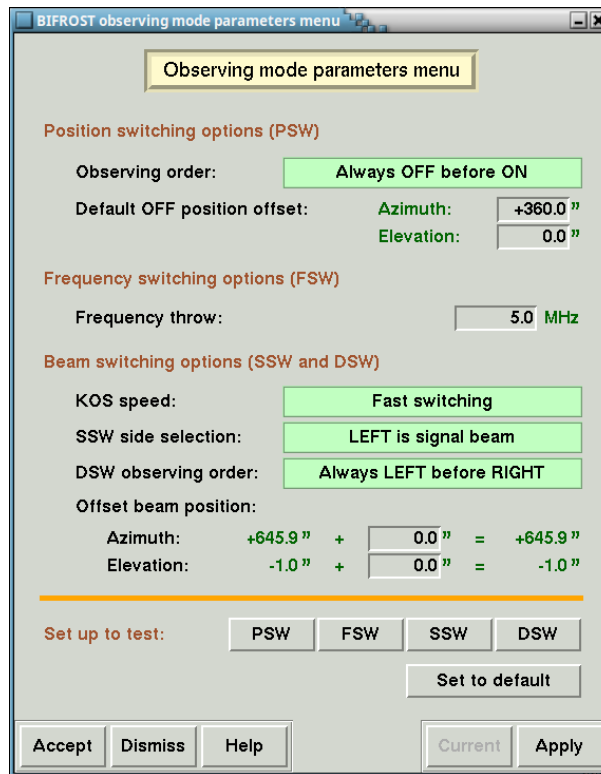 BIFROST observing mode parameters menu
Observing mode parameters menu
Position switching options (PSW)
Observing order: Always OFF before ON
Default OFF position offset: Azimuth: +360.0 "
Elevation: 0.0 "
Frequency switching options (FSW)
Frequency throw: 5.0 MHz
Beam switching options (SSW and DSW)
KOS speed: Fast switching
SSW side selection: LEFT is signal beam
DSW observing order: Always LEFT before RIGHT
Offset beam position:
Azimuth: +645.9 " + 0.0 " = +645.9 "
Elevation: -1.0 " + 0.0 " = -1.0 "
Set up to test: PSW FSW SSW DSW
Set to default
Accept Dismiss Help Current Apply